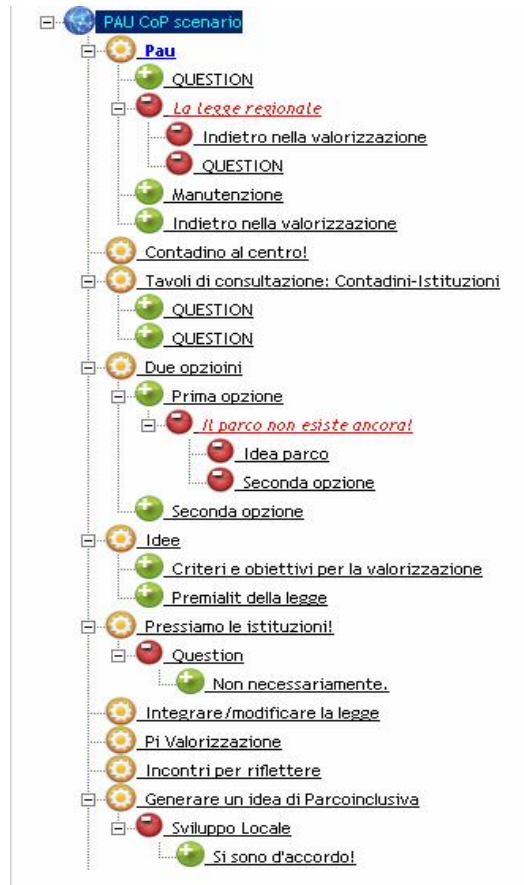 PAU CoP scenario
Pau
QUESTION
La legge regionale
Indietro nella valorizzazione
QUESTION
Manutenzione
Indietro nella valorizzazione
Contadino al centro!
Tavoli di consultazione: Contadini-Istituzioni
QUESTION
QUESTION
Due opzioini
Prima opzione
Il parco non esiste ancora!
Idea parco
Seconda opzione
Seconda opzione
Idee
Criteri e obiettivi per la valorizzazione
Premialit della legge
Pressiamo le istituzioni!
Question
Non necessariamente.
Integrare/modificare la legge
Pi Valorizzazione
Incontri per riflettere
Generare un idea di Parcoinclusiva
Sviluppo Locale
Si sono d'accordo!